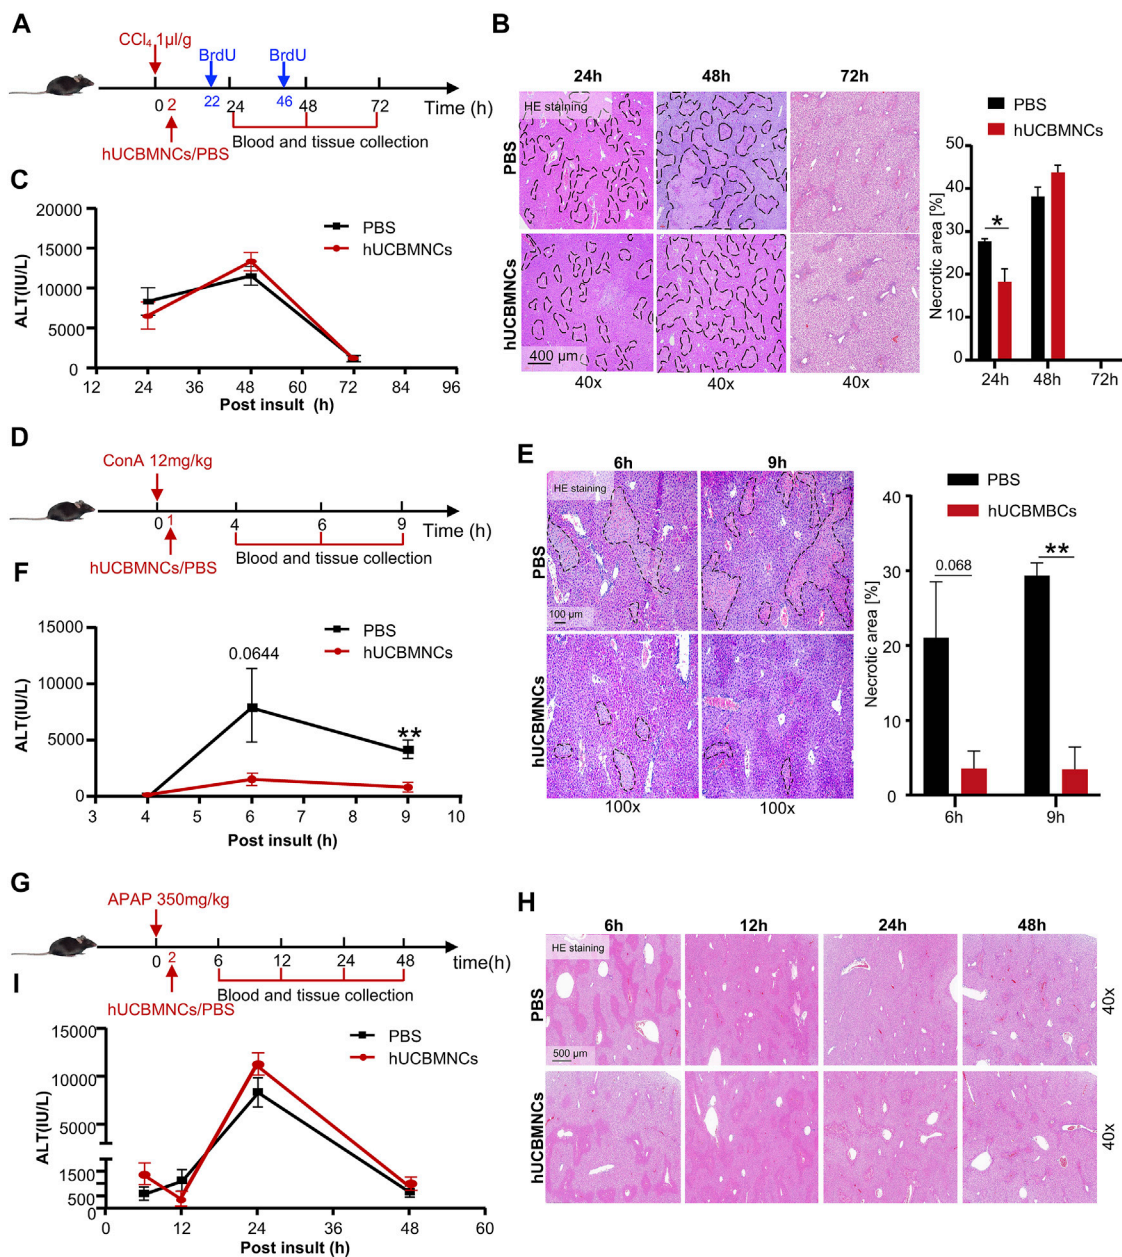 A
CCl₄ 1µl/g
BrdU
BrdU
0
2
22
24
46
48
72
Time (h)
hUCBMNCs/PBS
Blood and tissue collection
B
24h
48h
72h
HE staining
PBS
hUCBMNCs
400 µm
40x
40x
40x
PBS
hUCBMNCs
Necrotic area [%]
50
40
30
20
10
0
*
24h
48h
72h
C
ALT(IU/L)
20000
15000
10000
5000
0
PBS
hUCBMNCs
12
24
36
48
60
72
84
96
Post insult (h)
D
ConA 12mg/kg
0
1
4
6
9
Time (h)
hUCBMNCs/PBS
Blood and tissue collection
E
6h
9h
HE staining
PBS
100 µm
hUCBMNCs
100x
100x
PBS
hUCBMBCs
Necrotic area [%]
40
30
20
10
0
0.068
**
6h
9h
F
ALT(IU/L)
15000
10000
5000
0
PBS
hUCBMNCs
0.0644
**
3
4
5
6
7
8
9
10
Post insult (h)
G
APAP 350mg/kg
0
2
6
12
24
48
time(h)
hUCBMNCs/PBS
Blood and tissue collection
H
6h
12h
24h
48h
HE staining
PBS
500 µm
40x
hUCBMNCs
40x
I
ALT(IU/L)
15000
10000
5000
1500
500
0
PBS
hUCBMNCs
0
12
24
36
48
60
Post insult (h)